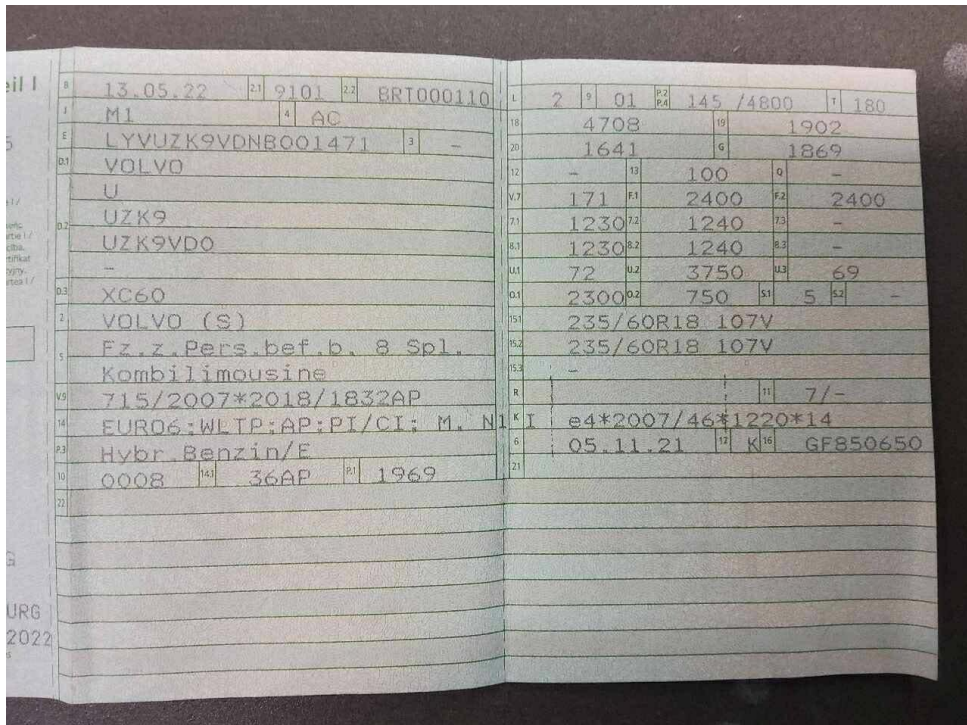 eil I
B 13.05.22 2.1 9101 2.2 BRT000110
J M1 4 AC
E LYVUZK9VDNB001471 3 –
D.1 VOLVO
U
D.2 UZK9
UZK9VD0
–
D.3 XC60
2 VOLVO (S)
5 Fz.z.Pers.bef.b. 8 Spl.
Kombilimousine
V.9 715/2007*2018/1832AP
14 EURO6;WLTP;AP;PI/CI; M, N1 I
P.3 Hybr.Benzin/E
10 0008 14.1 36AP P.1 1969
22
L 2 9 01 P.2 P.4 145 /4800 T 180
18 4708 19 1902
20 1641 G 1869
12 – 13 100 Q –
V.7 171 F.1 2400 F.2 2400
7.1 1230 7.2 1240 7.3 –
8.1 1230 8.2 1240 8.3 –
U.1 72 U.2 3750 U.3 69
O.1 2300 O.2 750 S.1 5 S.2 –
15.1 235/60R18 107V
15.2 235/60R18 107V
15.3 –
R 11 7/–
K e4*2007/46*1220*14
6 05.11.21 17 K 16 GF850650
21
URG
2022